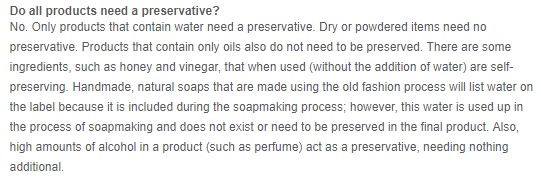 Do all products need a preservative?
No. Only products that contain water need a preservative. Dry or powdered items need no
preservative. Products that contain only oils also do not need to be preserved. There are some
ingredients, such as honey and vinegar, that when used (without the addition of water) are self-
preserving. Handmade, natural soaps that are made using the old fashion process will list water on
the label because it is included during the soapmaking process; however, this water is used up in
the process of soapmaking and does not exist or need to be preserved in the final product. Also,
high amounts of alcohol in a product (such as perfume) act as a preservative, needing nothing
additional.